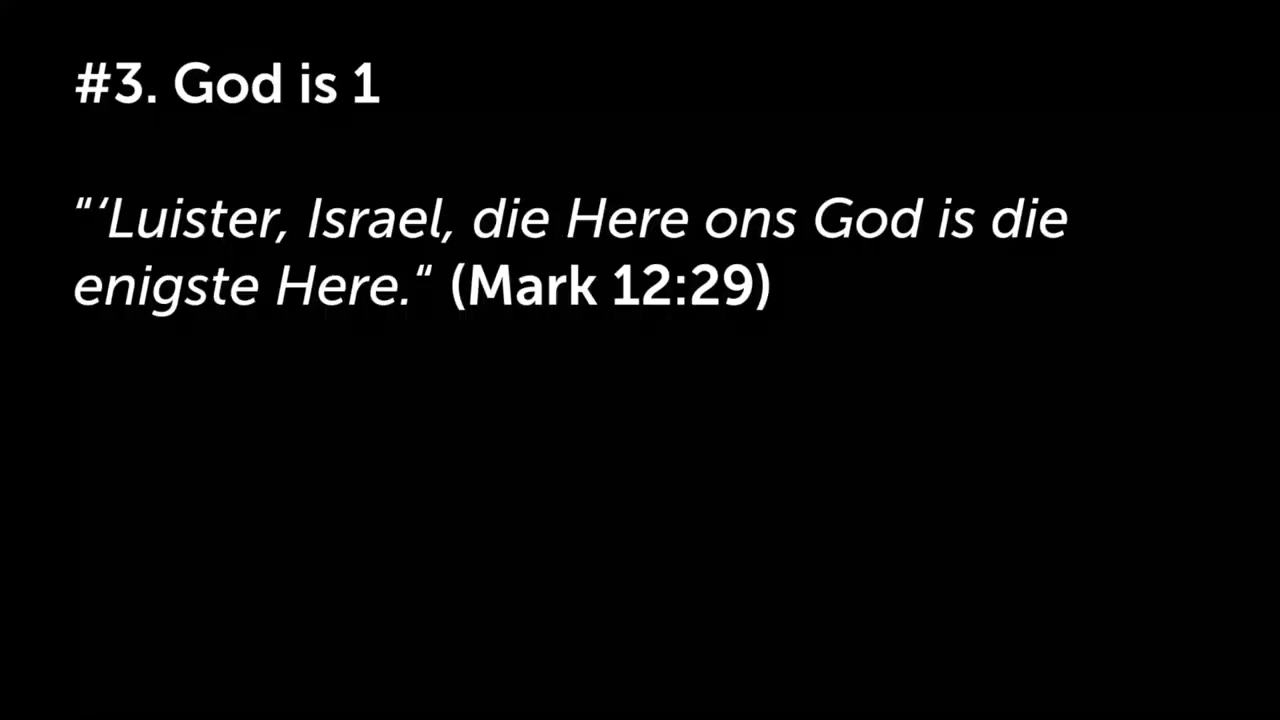 #3. God is 1
“‘Luister, Israel, die Here ons God is die
enigste Here.“ (Mark 12:29)